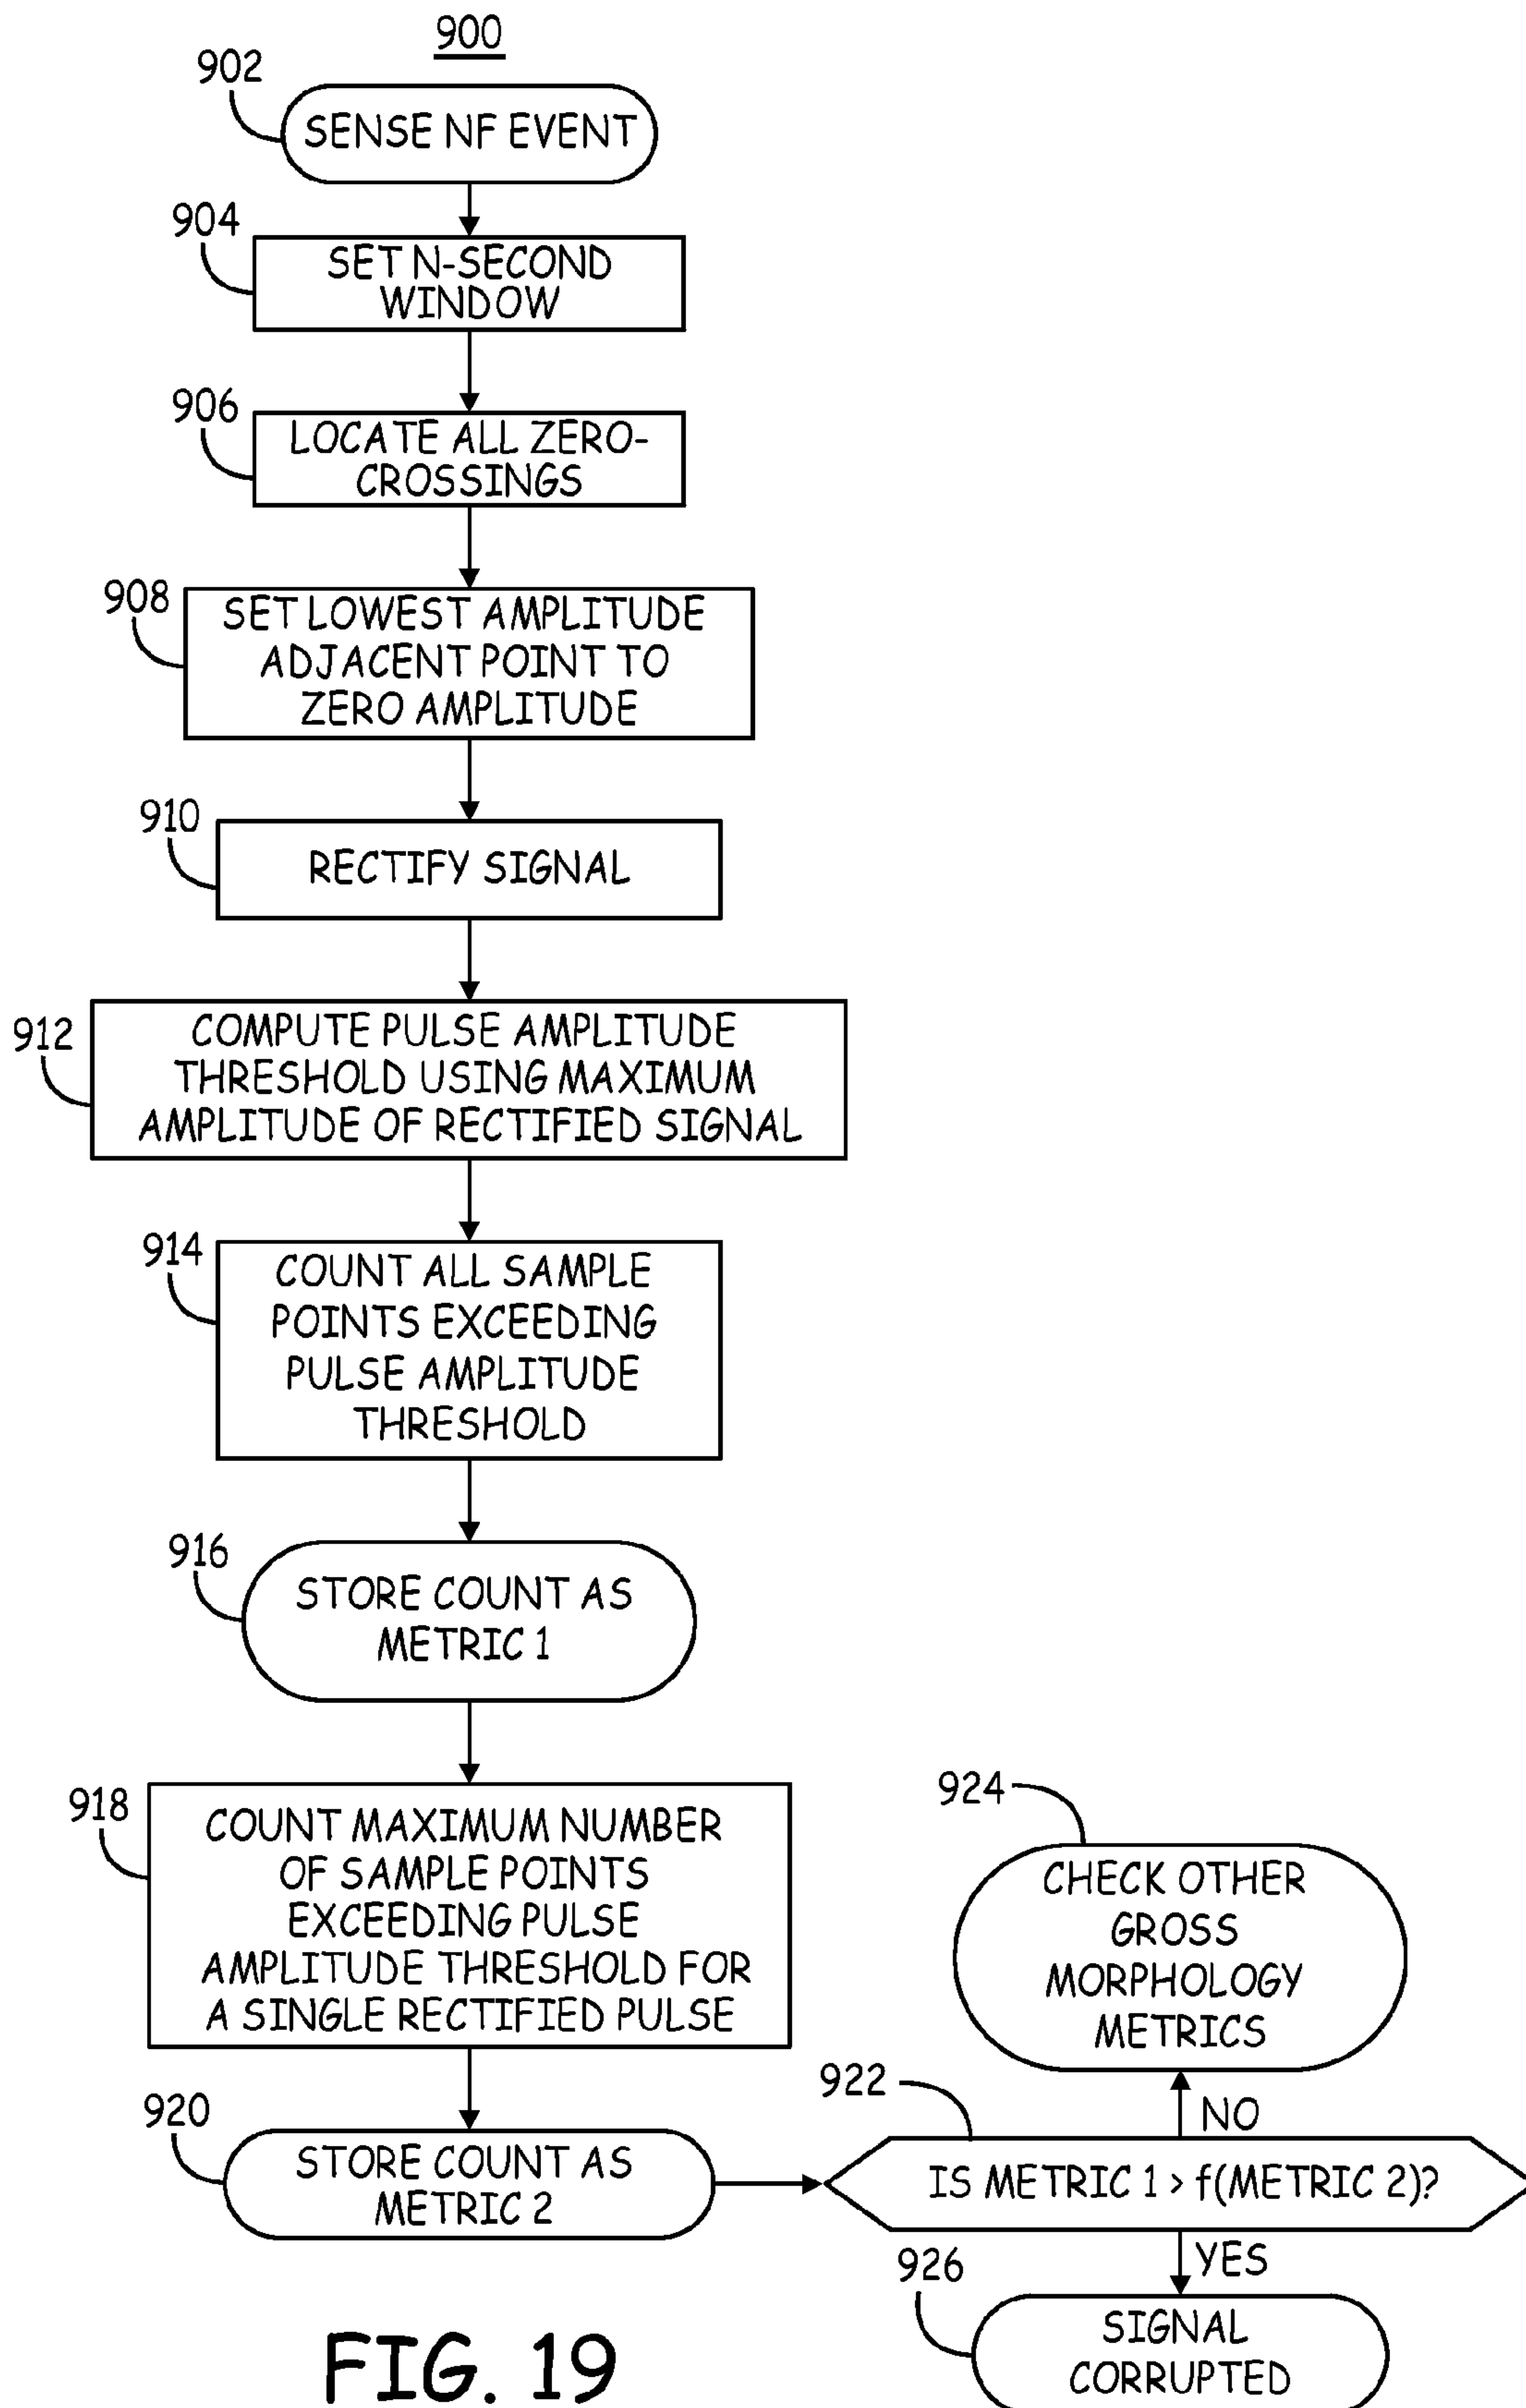 900
902
SENSE NF EVENT
904
SET N-SECOND
WINDOW
906
LOCATE ALL ZERO-
CROSSINGS
908
SET LOWEST AMPLITUDE
ADJACENT POINT TO
ZERO AMPLITUDE
910
RECTIFY SIGNAL
912
COMPUTE PULSE AMPLITUDE
THRESHOLD USING MAXIMUM
AMPLITUDE OF RECTIFIED SIGNAL
914
COUNT ALL SAMPLE
POINTS EXCEEDING
PULSE AMPLITUDE
THRESHOLD
916
STORE COUNT AS
METRIC 1
918
COUNT MAXIMUM NUMBER
OF SAMPLE POINTS
EXCEEDING PULSE
AMPLITUDE THRESHOLD FOR
A SINGLE RECTIFIED PULSE
920
STORE COUNT AS
METRIC 2
922
IS METRIC 1 > f(METRIC 2)?
NO
924
CHECK OTHER
GROSS
MORPHOLOGY
METRICS
YES
926
SIGNAL
CORRUPTED
FIG. 19